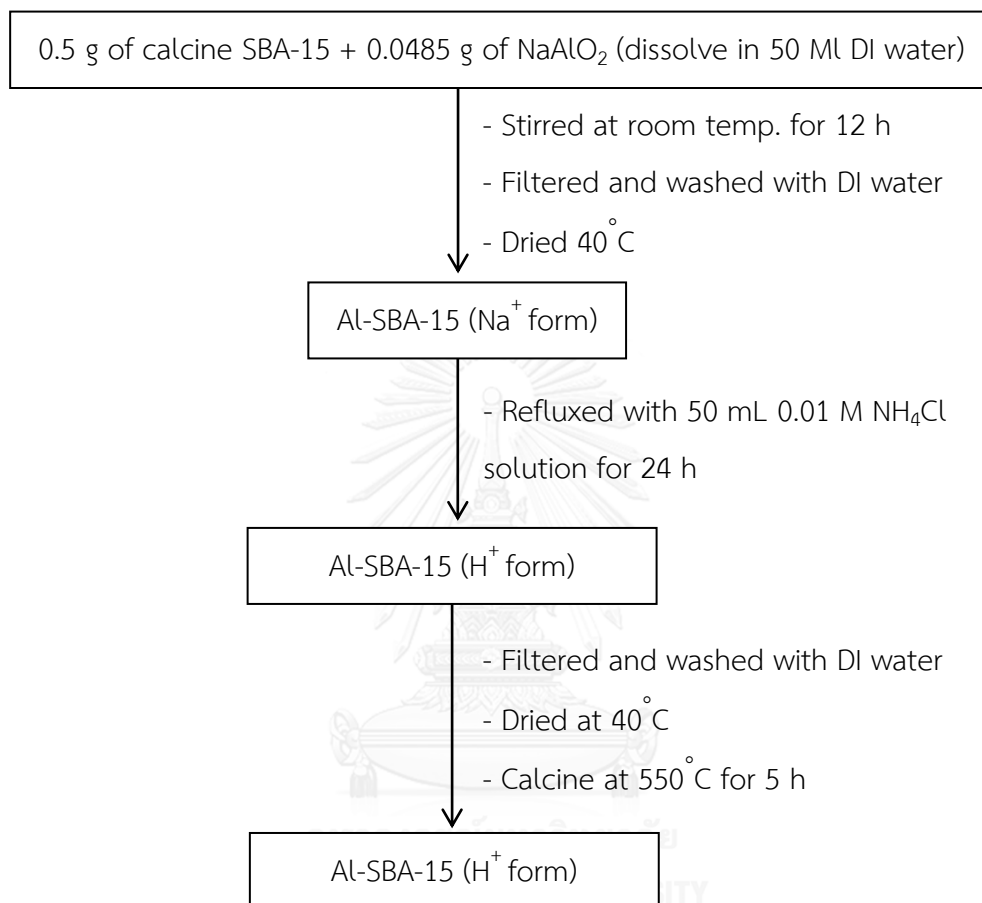 0.5 g of calcine SBA-15 + 0.0485 g of NaAlO₂ (dissolve in 50 Ml DI water)
- Stirred at room temp. for 12 h
- Filtered and washed with DI water
- Dried 40°C
Al-SBA-15 (Na⁺ form)
- Refluxed with 50 mL 0.01 M NH₄Cl
solution for 24 h
Al-SBA-15 (H⁺ form)
- Filtered and washed with DI water
- Dried at 40°C
- Calcine at 550°C for 5 h
Al-SBA-15 (H⁺ form)